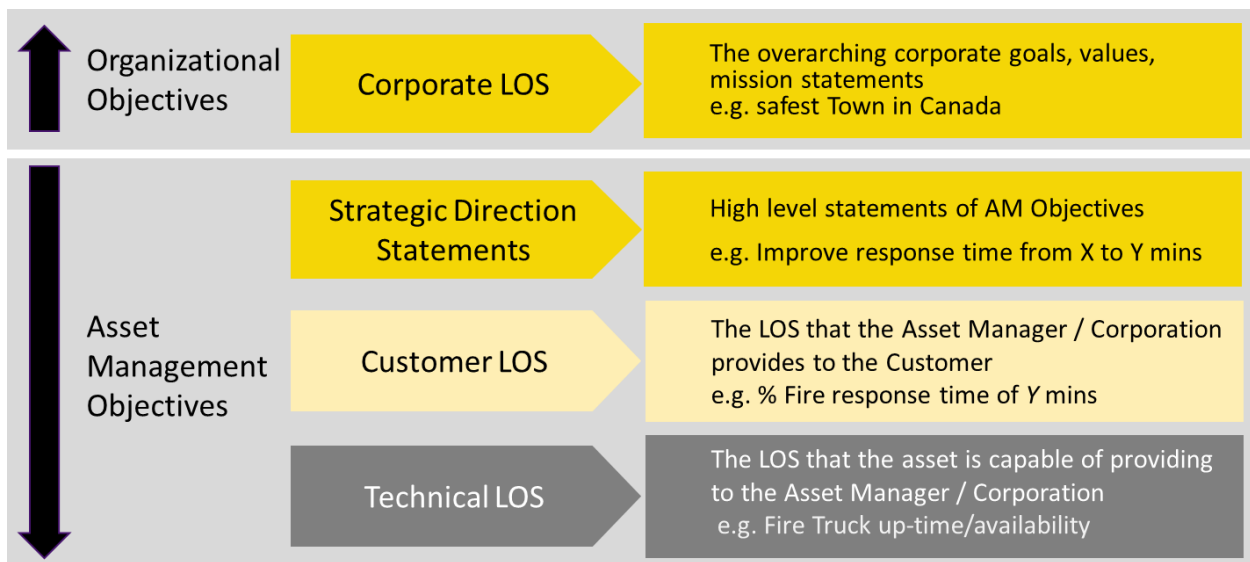 Organizational
Objectives
Corporate LOS
The overarching corporate goals, values,
mission statements
e.g. safest Town in Canada
Asset
Management
Objectives
Strategic Direction
Statements
High level statements of AM Objectives
e.g. Improve response time from X to Y mins
Customer LOS
The LOS that the Asset Manager / Corporation
provides to the Customer
e.g. % Fire response time of Y mins
Technical LOS
The LOS that the asset is capable of providing
to the Asset Manager / Corporation
e.g. Fire Truck up-time/availability